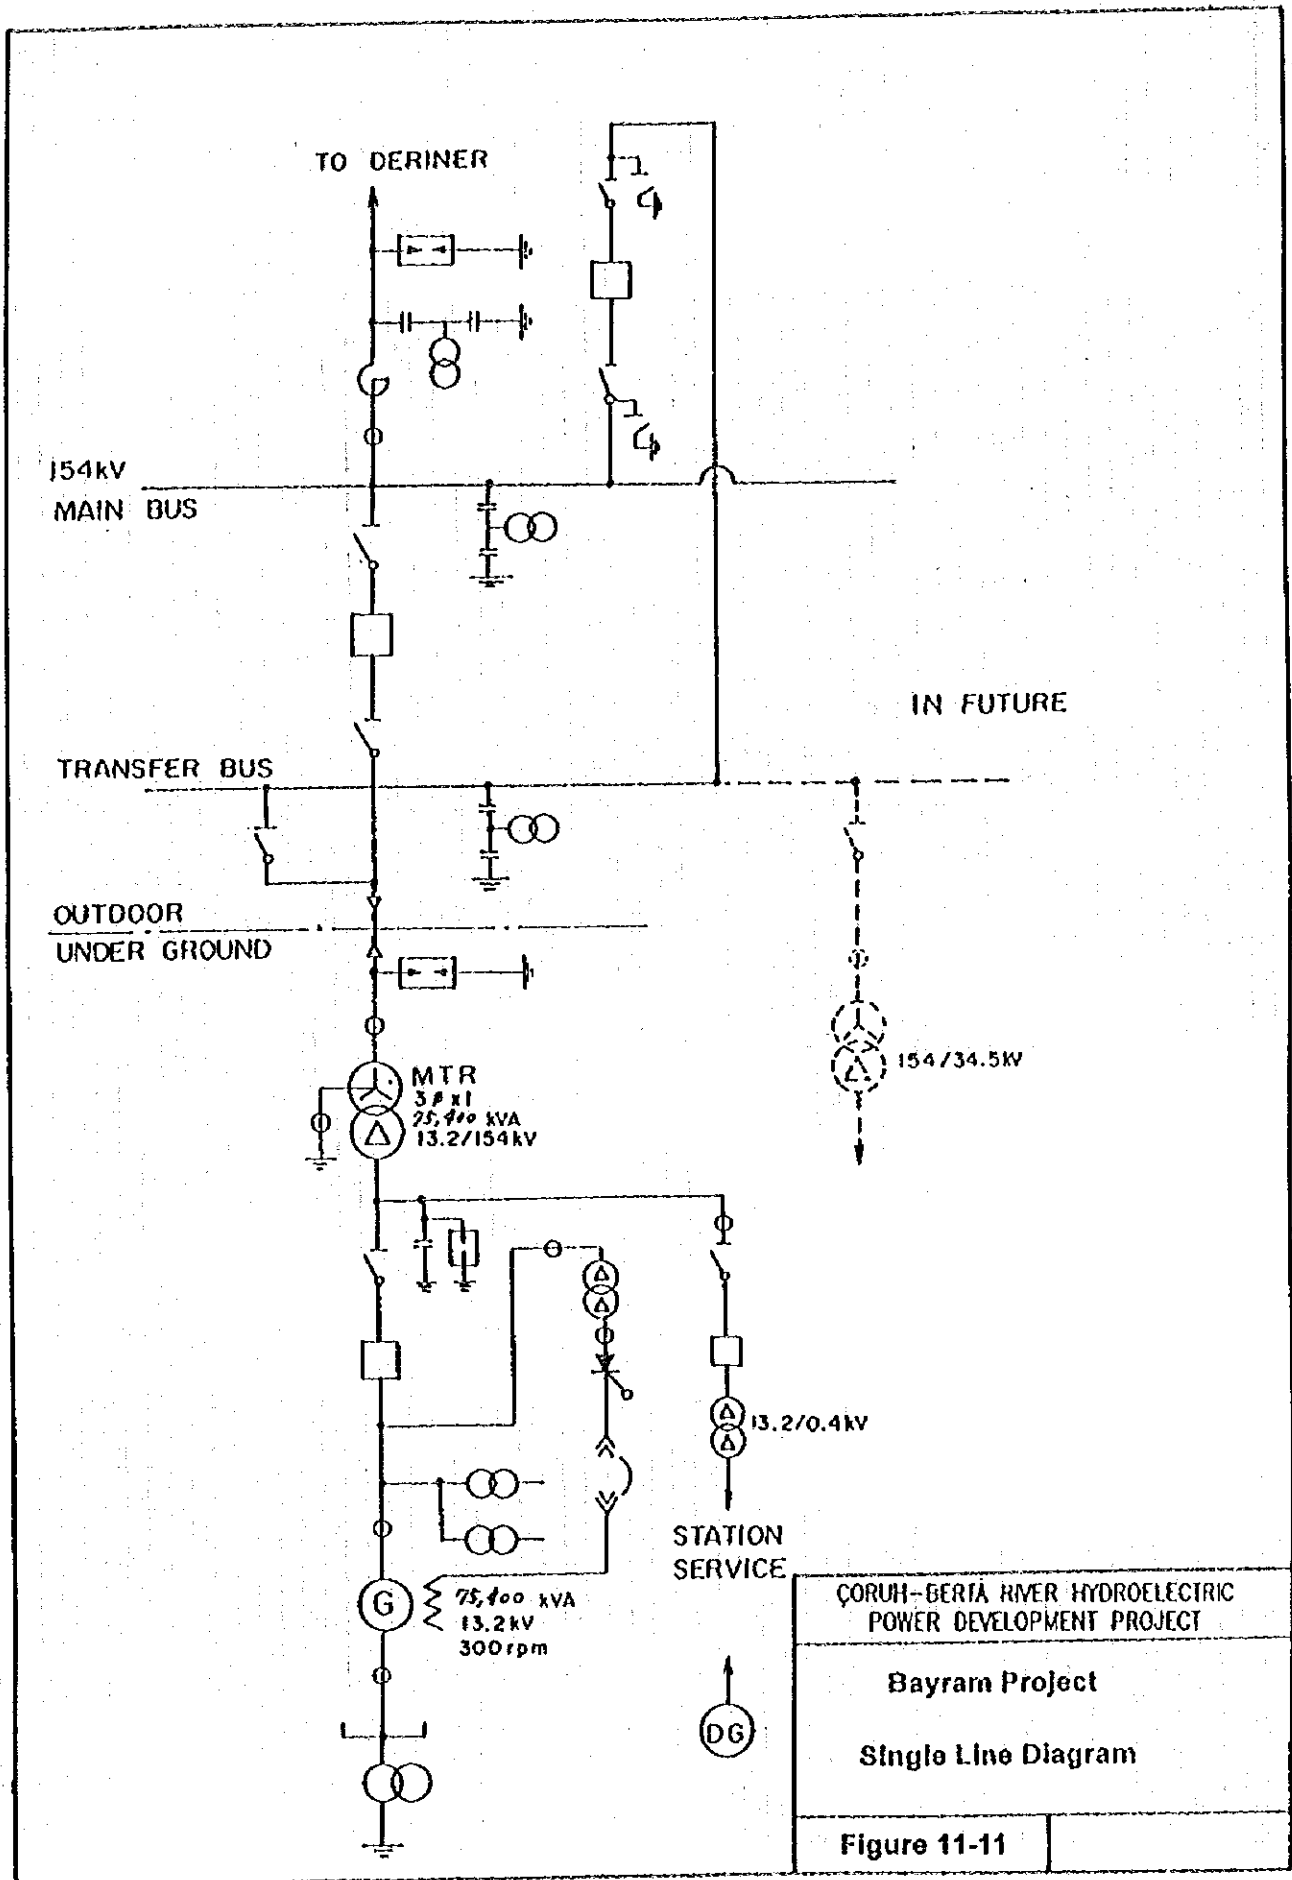 TO DERINER
154kV
MAIN BUS
IN FUTURE
TRANSFER BUS
OUTDOOR
UNDER GROUND
154/34.5kV
MTR
3ø x1
75,400 kVA
13.2/154kV
13.2/0.4kV
STATION
SERVICE
G
75,400 kVA
13.2kV
300rpm
DG
ÇORUH-BERTA RIVER HYDROELECTRIC
POWER DEVELOPMENT PROJECT
Bayram Project
Single Line Diagram
Figure 11-11